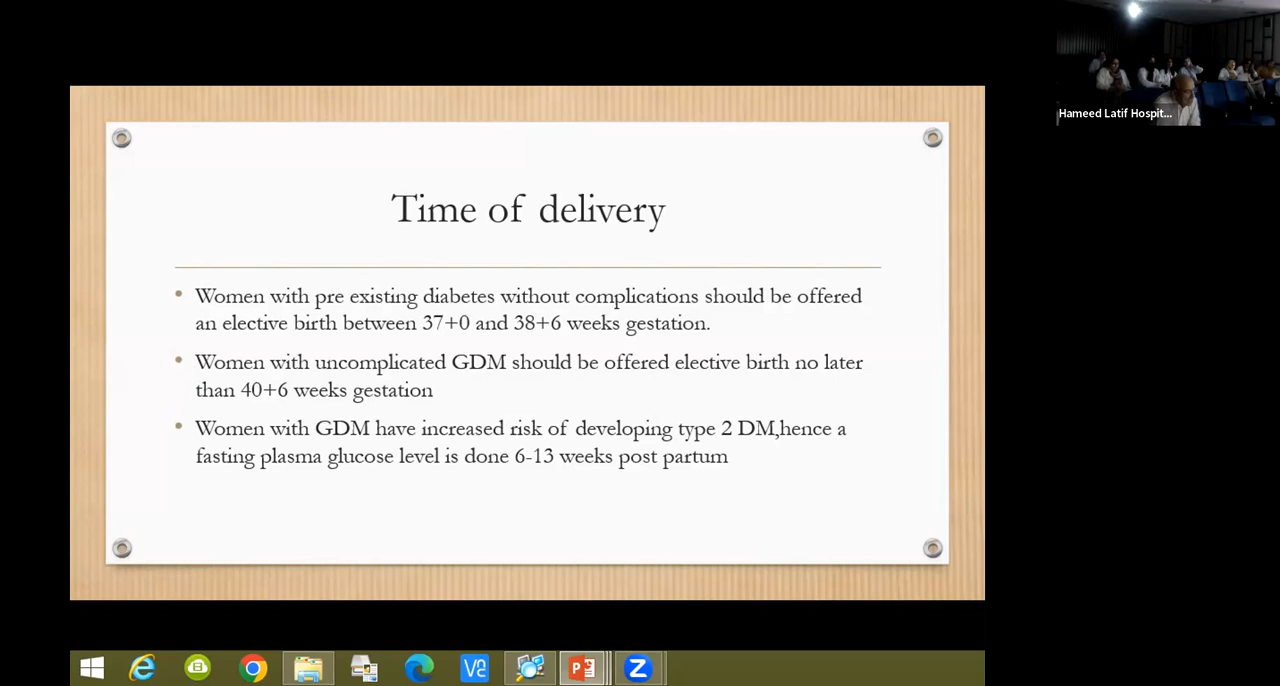 Hameed Latif Hospit...
Time of delivery
Women with pre existing diabetes without complications should be offered
an elective birth between 37+0 and 38+6 weeks gestation.
Women with uncomplicated GDM should be offered elective birth no later
than 40+6 weeks gestation
Women with GDM have increased risk of developing type 2 DM,hence a
fasting plasma glucose level is done 6-13 weeks post partum